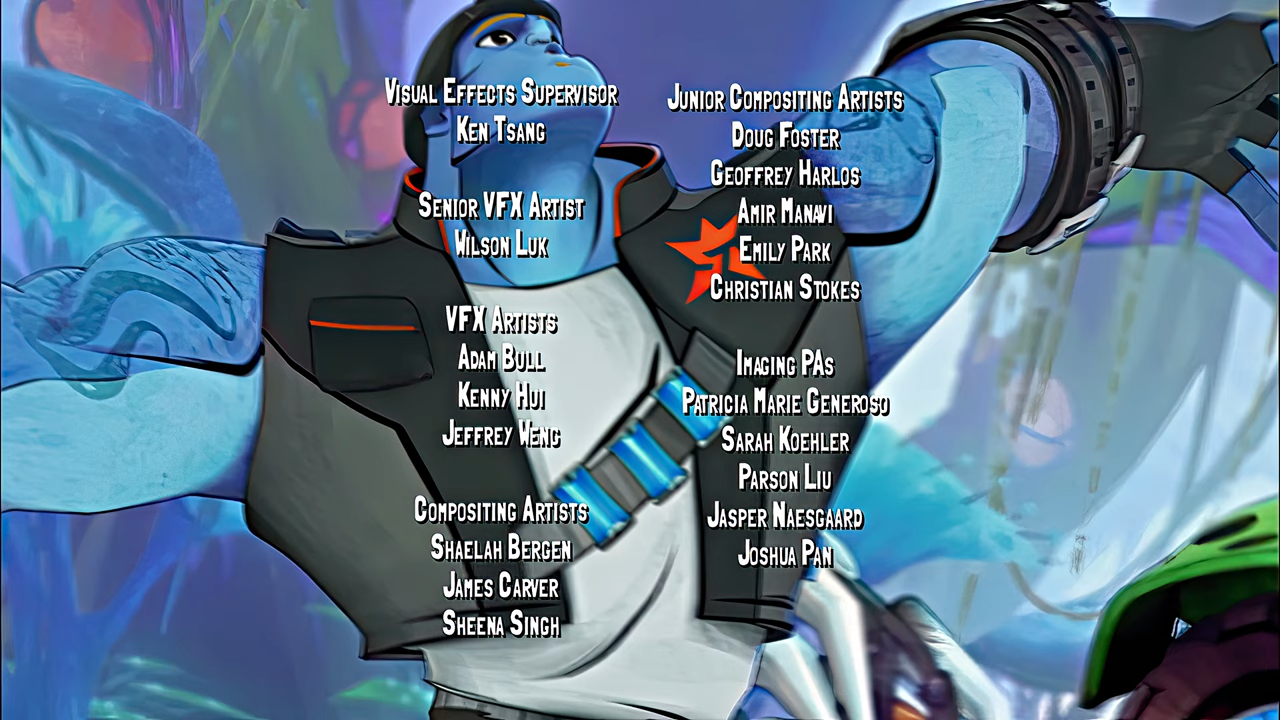 Visual Effects Supervisor
Ken Tsang
Senior VFX Artist
Wilson Luk
VFX Artists
Adam Bull
Kenny Hui
Jeffrey Weng
Compositing Artists
Shaelah Bergen
James Carver
Sheena Singh
Junior Compositing Artists
Doug Foster
Geoffrey Harlos
Amir Manavi
Emily Park
Christian Stokes
Imaging PAs
Patricia Marie Generoso
Sarah Koehler
Parson Liu
Jasper Naesgaard
Joshua Pan